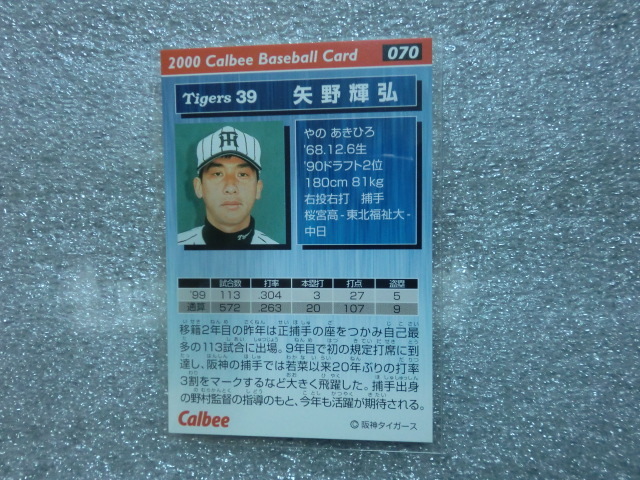 2000 Calbee Baseball Card 070
Tigers 39 矢野輝弘
やの あきひろ
'68.12.6生
'90ドラフト2位
180cm 81kg
右投右打 捕手
桜宮高-東北福祉大-
中日
試合数 打率 本塁打 打点 盗塁
'99 113 .304 3 27 5
通算 572 .263 20 107 9
移籍2年目の昨年は正捕手の座をつかみ自己最
多の113試合に出場。9年目で初の規定打席に到
達し、阪神の捕手では若菜以来20年ぶりの打率
3割をマークするなど大きく飛躍した。捕手出身
の野村監督の指導のもと、今年も活躍が期待される。
Calbee
© 阪神タイガース